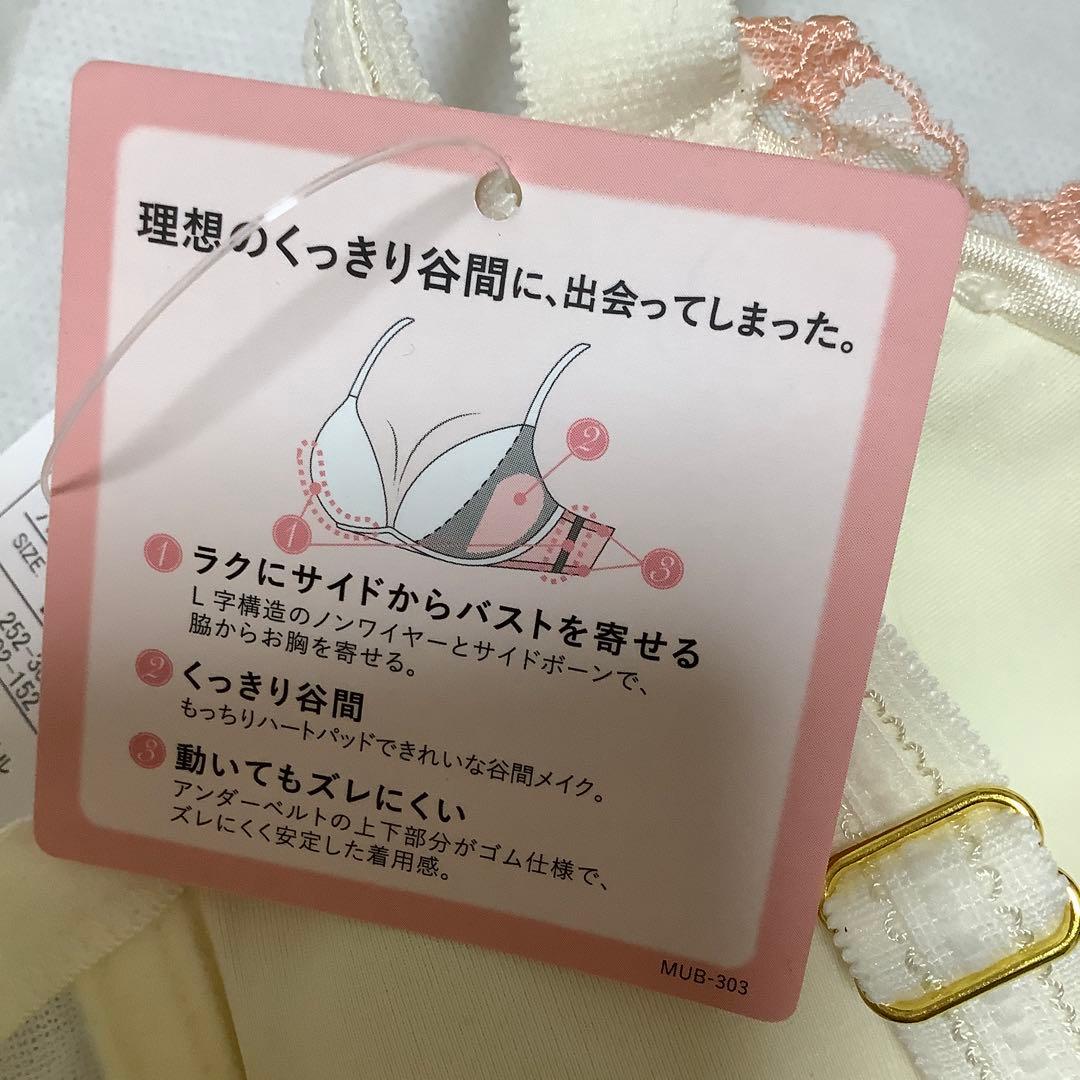 理想のくっきり谷間に、出会ってしまった。
2
1
3
1 ラクにサイドからバストを寄せる
L字構造のノンワイヤーとサイドボーンで、
脇からお胸を寄せる。
2 くっきり谷間
もっちりハートパッドできれいな谷間メイク。
3 動いてもズレにくい
アンダーベルトの上下部分がゴム仕様で、
ズレにくく安定した着用感。
MUB-303
SIZE
252-3
-152
ル